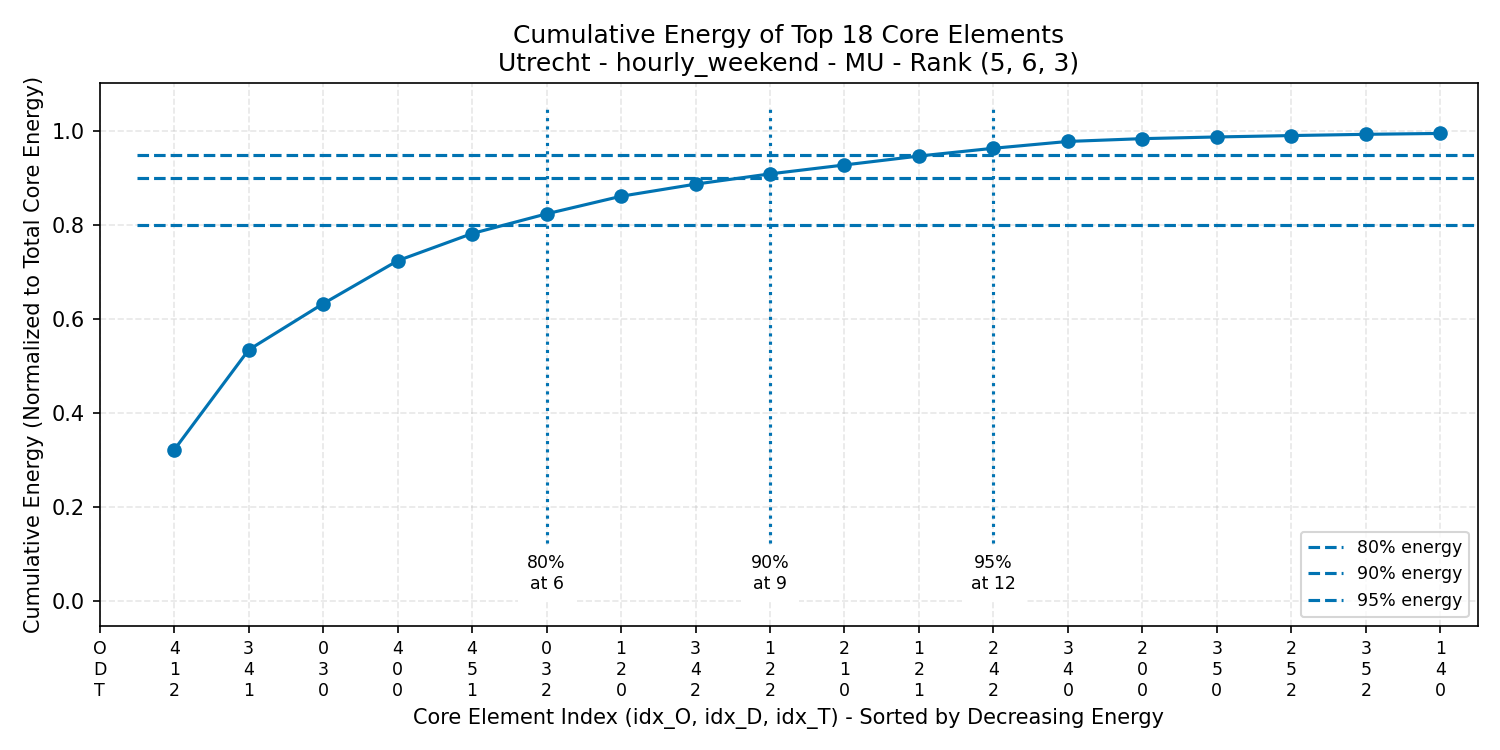 Cumulative Energy of Top 18 Core Elements
Utrecht - hourly_weekend - MU - Rank (5, 6, 3)
Cumulative Energy (Normalized to Total Core Energy)
1.0
0.8
0.6
0.4
0.2
0.0
80%
at 6
90%
at 9
95%
at 12
80% energy
90% energy
95% energy
O 4 3 0 4 4 0 1 3 1 2 1 2 3 2 3 2 3 1
D 1 4 3 0 5 3 2 4 2 1 2 4 4 0 5 5 5 4
T 2 1 0 0 1 2 0 2 2 0 1 2 0 0 0 2 2 0
Core Element Index (idx_O, idx_D, idx_T) - Sorted by Decreasing Energy